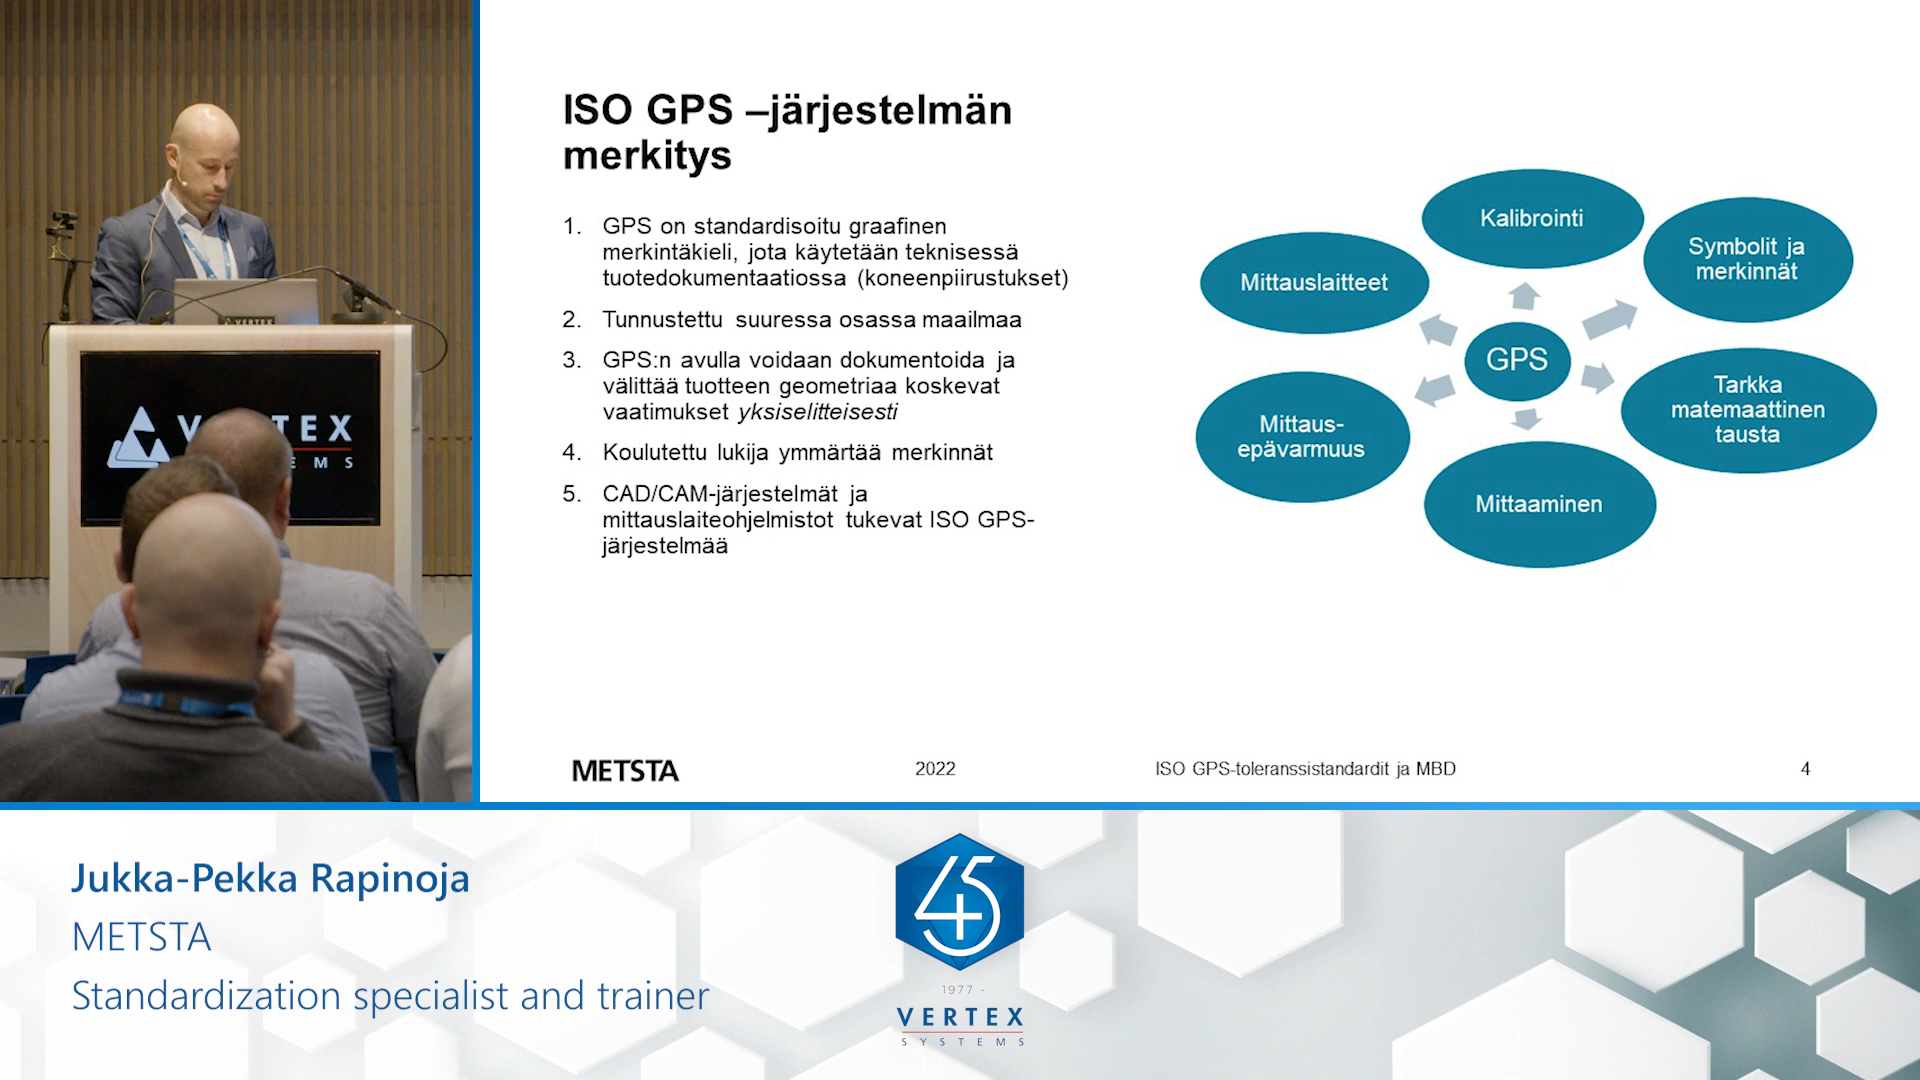 ISO GPS –järjestelmän
merkitys
1. GPS on standardisoitu graafinen
merkintäkieli, jota käytetään teknisessä
tuotedokumentaatiossa (koneenpiirustukset)
2. Tunnustettu suuressa osassa maailmaa
3. GPS:n avulla voidaan dokumentoida ja
välittää tuotteen geometriaa koskevat
vaatimukset yksiselitteisesti
4. Koulutettu lukija ymmärtää merkinnät
5. CAD/CAM-järjestelmät ja
mittauslaiteohjelmistot tukevat ISO GPS-
järjestelmää
Kalibrointi
Symbolit ja
merkinnät
Mittauslaitteet
GPS
Tarkka
matemaattinen
tausta
Mittaus-
epävarmuus
Mittaaminen
METSTA
2022
ISO GPS-toleranssistandardit ja MBD
4
VERTEX
V TEX
EMS
Jukka-Pekka Rapinoja
METSTA
Standardization specialist and trainer
45
1977 -
VERTEX
SYSTEMS